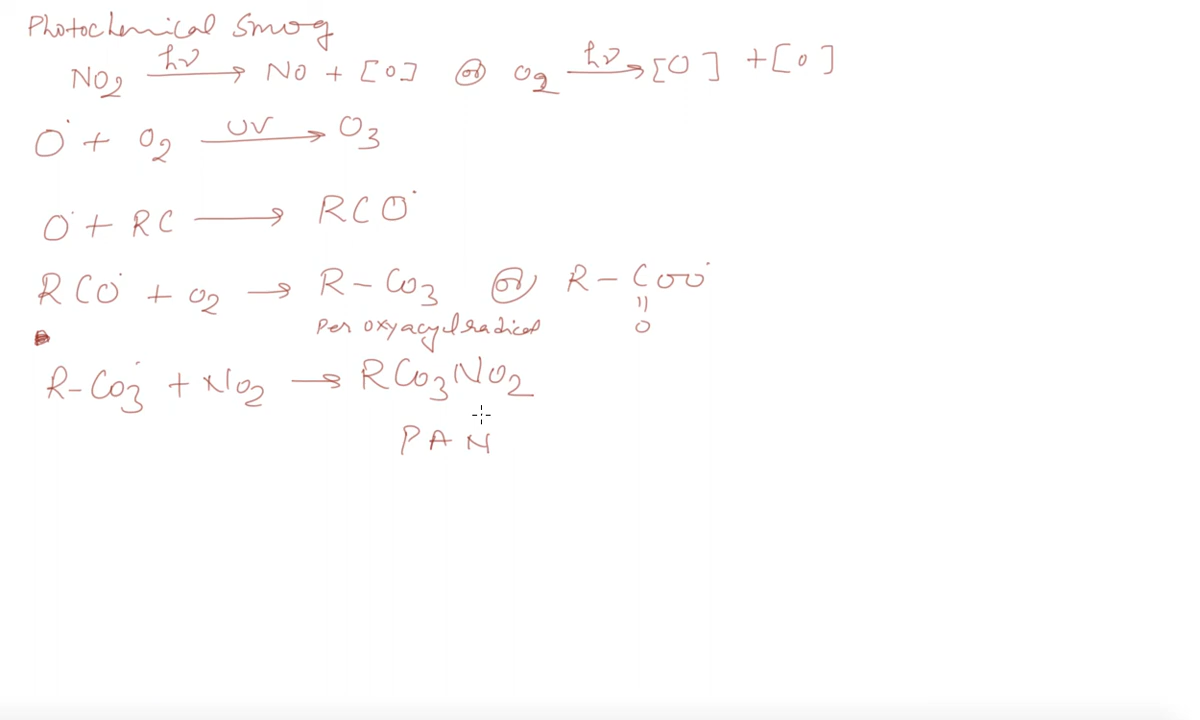 Photochemical Smog
NO2 hν → NO + [O] or O2 hν → [O] + [O]
O˙ + O2 UV → O3
O˙ + RC → RCO˙
RCO˙ + O2 → R-CO3 or R-COO˙
Per oxyacyl radical || O
R-CO3˙ + NO2 → RCO3NO2
PAN